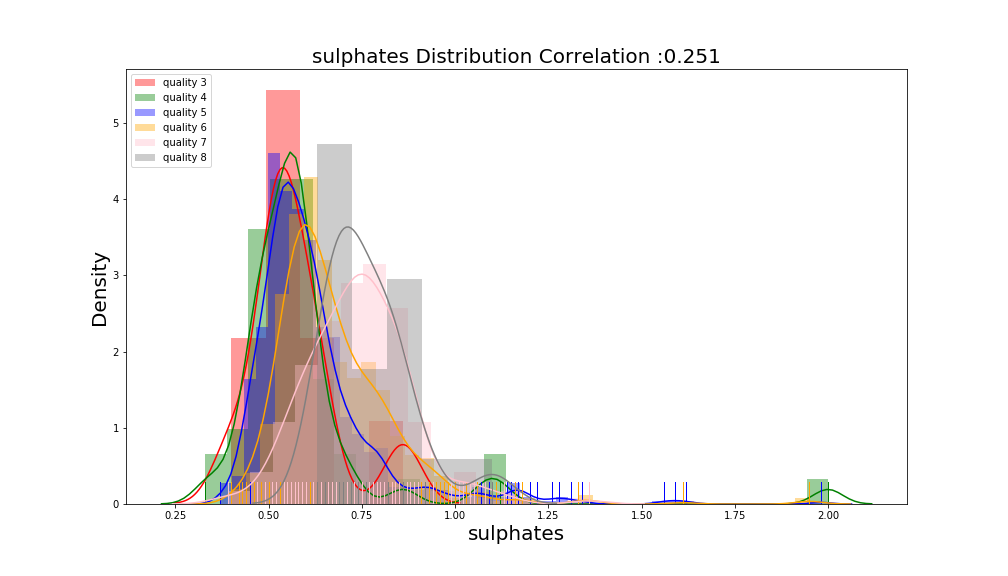 sulphates Distribution Correlation :0.251
quality 3
quality 4
quality 5
quality 6
quality 7
quality 8
Density
5
4
3
2
1
0
0.25 0.50 0.75 1.00 1.25 1.50 1.75 2.00
sulphates